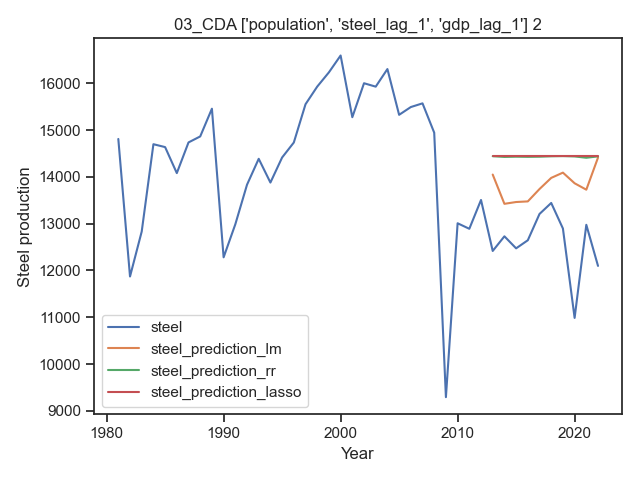 03_CDA ['population', 'steel_lag_1', 'gdp_lag_1'] 2
Steel production
16000
15000
14000
13000
12000
11000
10000
9000
steel
steel_prediction_lm
steel_prediction_rr
steel_prediction_lasso
1980
1990
2000
2010
2020
Year